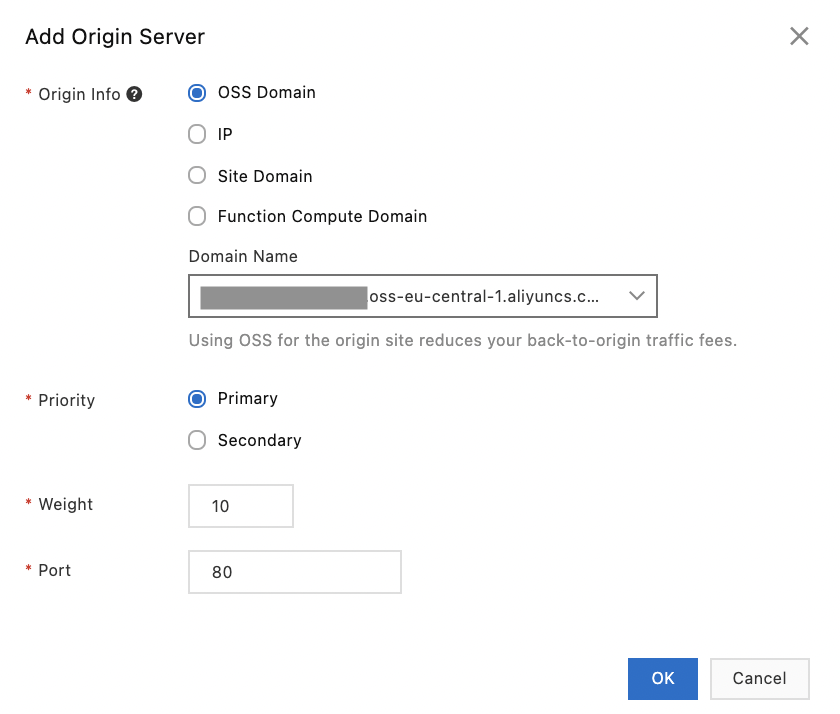 Add Origin Server
* Origin Info ?
OSS Domain
IP
Site Domain
Function Compute Domain
Domain Name
.oss-eu-central-1.aliyuncs.c...
Using OSS for the origin site reduces your back-to-origin traffic fees.
* Priority
Primary
Secondary
* Weight
10
* Port
80
OK
Cancel